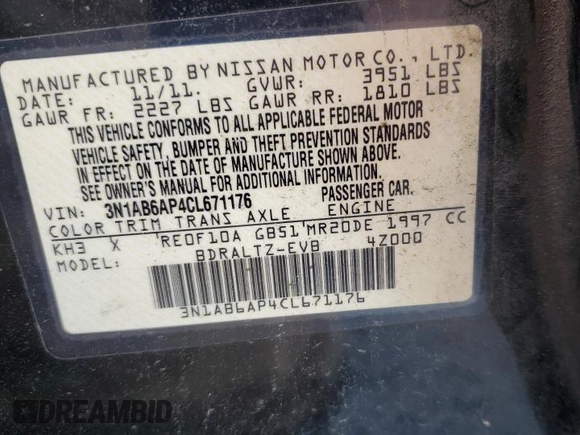 MANUFACTURED BY NISSAN MOTOR CO., LTD.
DATE: 11/11. GVWR: 3951 LBS
GAWR FR: 2227 LBS GAWR RR: 1810 LBS
THIS VEHICLE CONFORMS TO ALL APPLICABLE FEDERAL MOTOR
VEHICLE SAFETY, BUMPER AND THEFT PREVENTION STANDARDS
IN EFFECT ON THE DATE OF MANUFACTURE SHOWN ABOVE.
SEE OWNER'S MANUAL FOR ADDITIONAL INFORMATION.
VIN: 3N1AB6AP4CL671176 PASSENGER CAR.
COLOR TRIM TRANS AXLE ENGINE
KH3 X RE0F10A GB51 MR20DE 1997 CC
MODEL: BDRALTZ-EVB 4Z000
3N1AB6AP4CL671176
DREAMBID